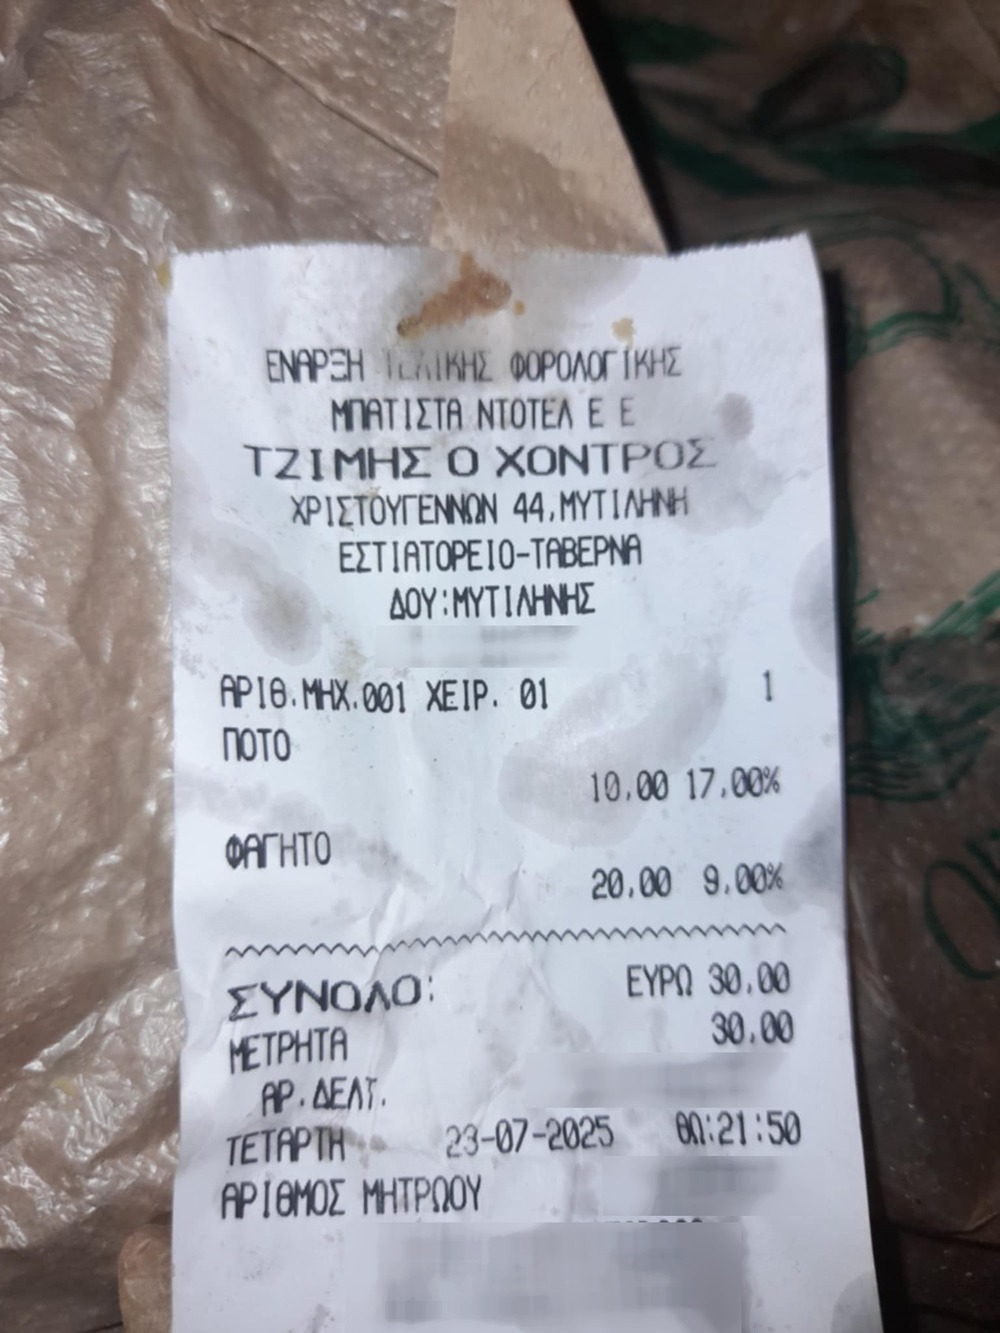 ΕΝΑΡΞΗ ΤΕΛΙΚΗΣ ΦΟΡΟΛΟΓΙΚΗΣ
ΜΠΑΤΙΣΤΑ ΝΤΟΤΕΛ Ε Ε
ΤΖΙΜΗΣ Ο ΧΟΝΤΡΟΣ
ΧΡΙΣΤΟΥΓΕΝΝΩΝ 44,ΜΥΤΙΛΗΝΗ
ΕΣΤΙΑΤΟΡΕΙΟ-ΤΑΒΕΡΝΑ
ΔΟΥ:ΜΥΤΙΛΗΝΗΣ
ΑΡΙΘ.ΜΗΧ.001 ΧΕΙΡ. 01 1
ΠΟΤΟ
10,00 17.00%
ΦΑΓΗΤΟ
20,00 9.00%
ΣΥΝΟΛΟ: ΕΥΡΩ 30,00
ΜΕΤΡΗΤΑ 30,00
ΑΡ.ΔΕΛΤ.
ΤΕΤΑΡΤΗ 23-07-2025 ΘΩ:21:50
ΑΡΙΘΜΟΣ ΜΗΤΡΩΟΥ